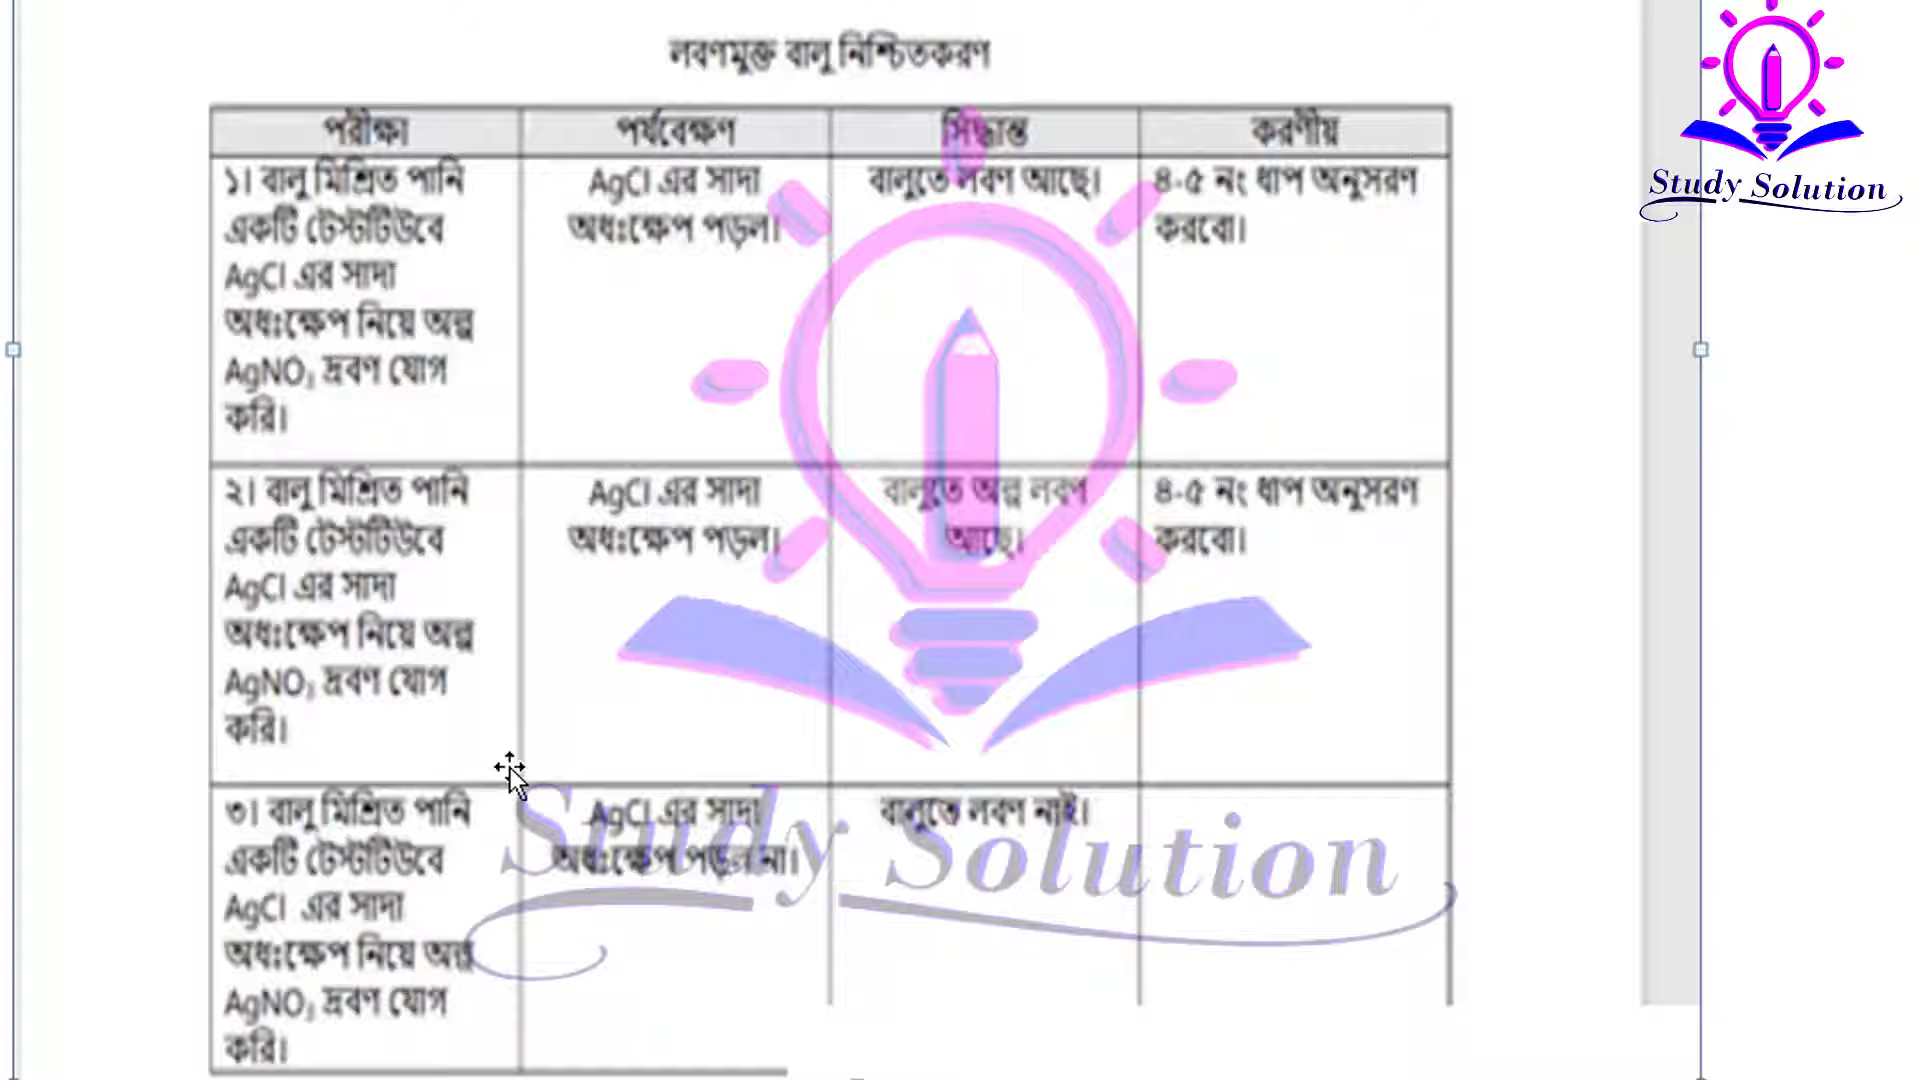 লবণমুক্ত বালু নিশ্চিতকরণ
পরীক্ষা
পর্যবেক্ষণ
সিদ্ধান্ত
করণীয়
১। বালু মিশ্রিত পানি
একটি টেস্টটিউবে
AgCl এর সাদা
অধঃক্ষেপ নিয়ে অল্প
AgNO₃ দ্রবণ যোগ
করি।
AgCl এর সাদা
অধঃক্ষেপ পড়ল।
বালুতে লবণ আছে।
৪-৫ নং ধাপ অনুসরণ
করবো।
২। বালু মিশ্রিত পানি
একটি টেস্টটিউবে
AgCl এর সাদা
অধঃক্ষেপ নিয়ে অল্প
AgNO₃ দ্রবণ যোগ
করি।
AgCl এর সাদা
অধঃক্ষেপ পড়ল।
বালুতে অল্প লবণ
আছে।
৪-৫ নং ধাপ অনুসরণ
করবো।
৩। বালু মিশ্রিত পানি
একটি টেস্টটিউবে
AgCl এর সাদা
অধঃক্ষেপ নিয়ে অল্প
AgNO₃ দ্রবণ যোগ
করি।
AgCl এর সাদা
অধঃক্ষেপ পড়ল না।
বালুতে লবণ নাই।
Study Solution
Study Solution